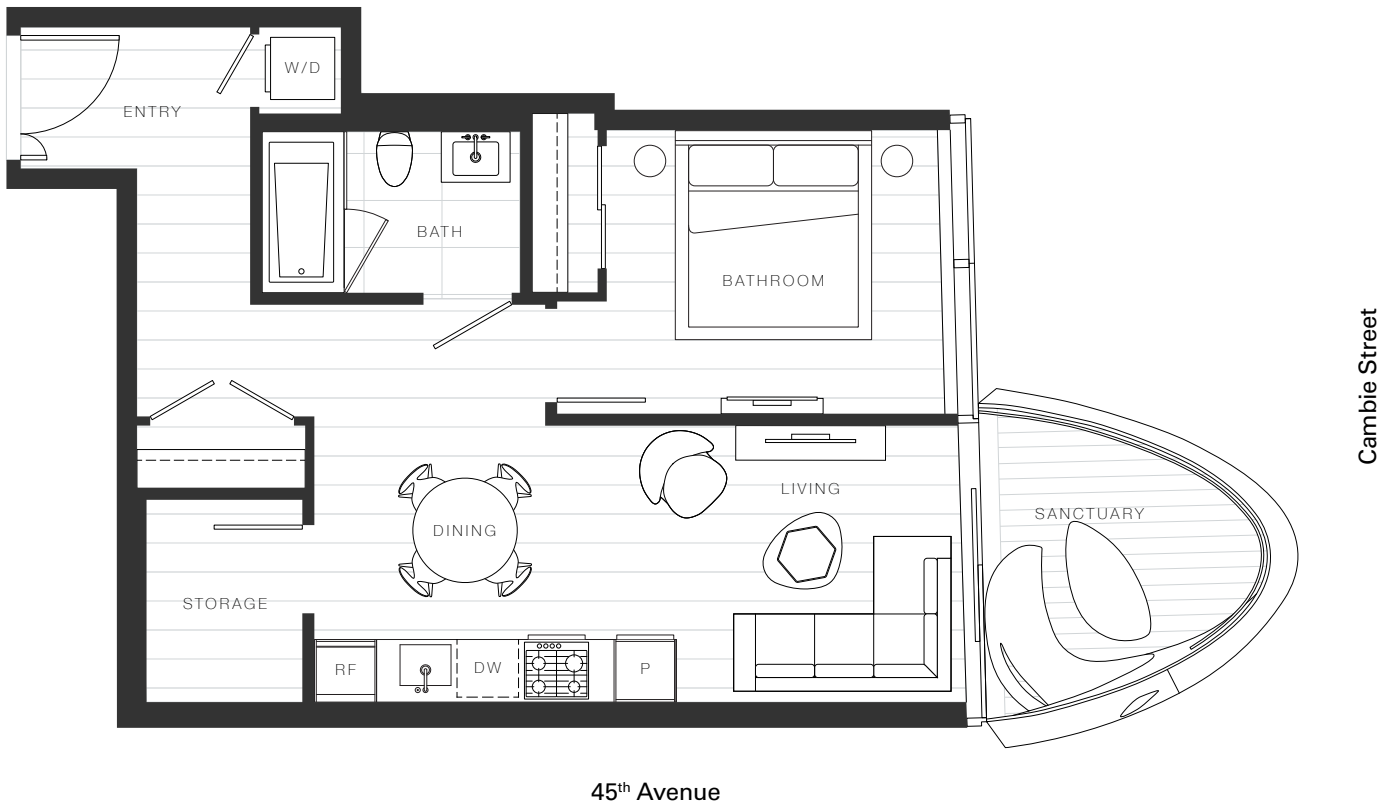 W/D
ENTRY
BATH
BATHROOM
Cambie Street
LIVING
SANCTUARY
DINING
STORAGE
RF
DW
P
45th Avenue